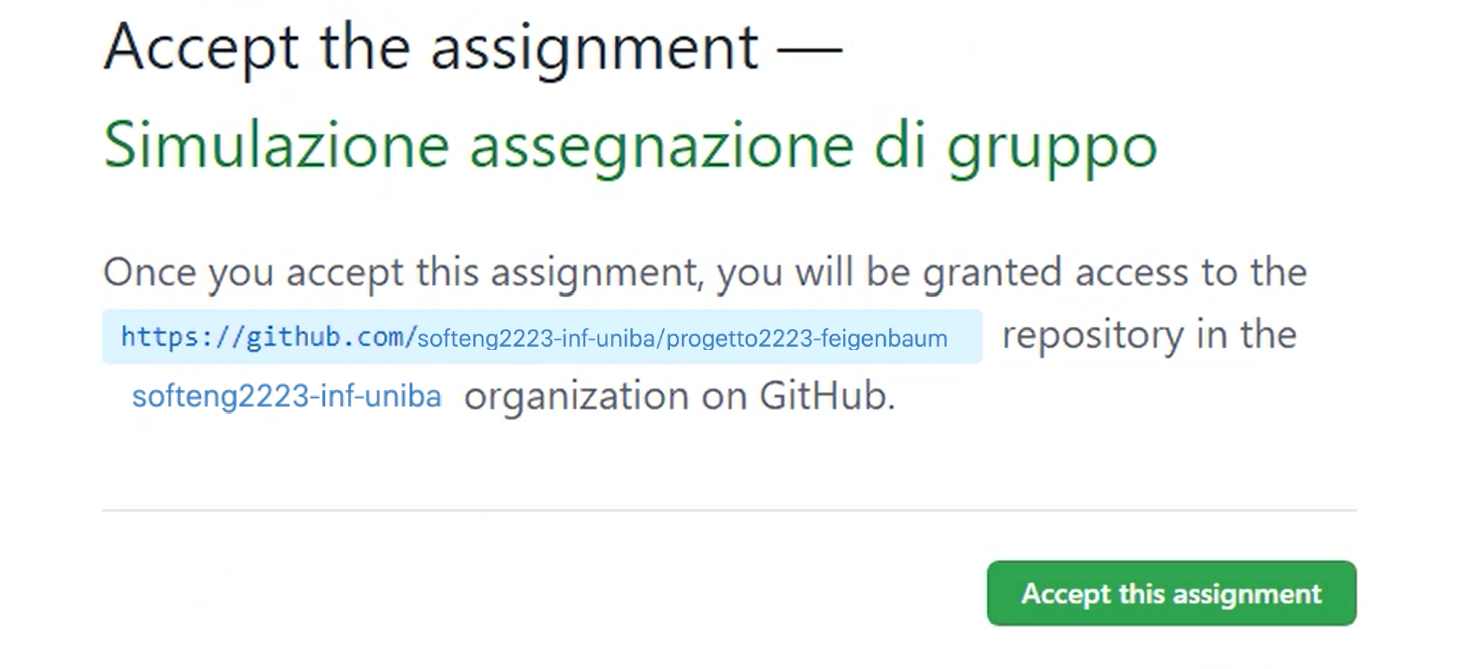 Accept the assignment —
Simulazione assegnazione di gruppo
Once you accept this assignment, you will be granted access to the
https://github.com/softeng2223-inf-uniba/progetto2223-feigenbaum repository in the
softeng2223-inf-uniba organization on GitHub.
Accept this assignment